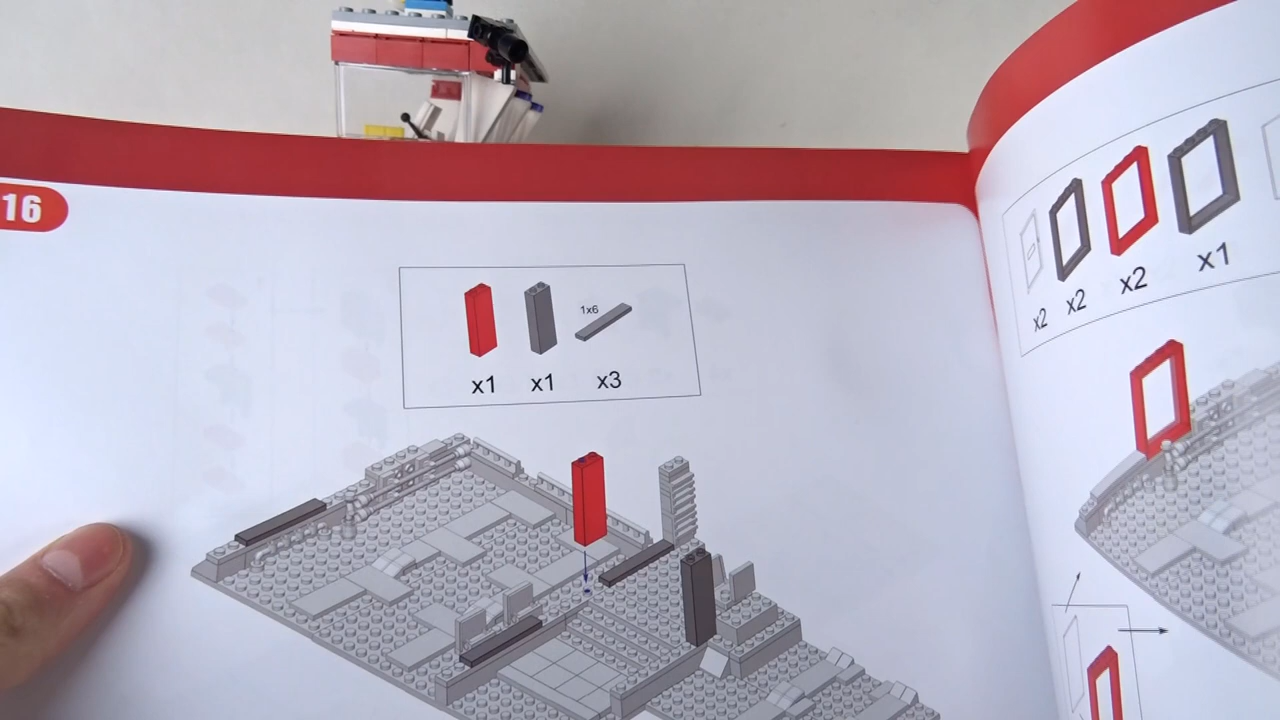 16
1x6
x1 x1 x3
x2 x2 x2 x1